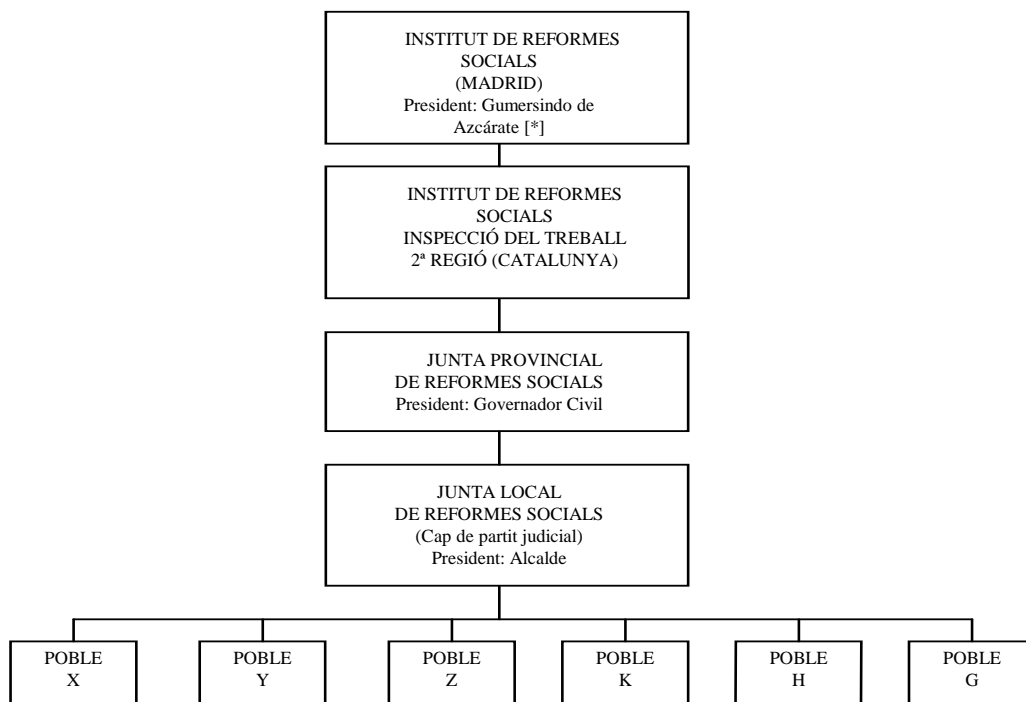 INSTITUT DE REFORMES
SOCIALS
(MADRID)
President: Gumersindo de
Azcárate [*]
INSTITUT DE REFORMES
SOCIALS
INSPECCIÓ DEL TREBALL
2ª REGIÓ (CATALUNYA)
JUNTA PROVINCIAL
DE REFORMES SOCIALS
President: Governador Civil
JUNTA LOCAL
DE REFORMES SOCIALS
(Cap de partit judicial)
President: Alcalde
POBLE
X
POBLE
Y
POBLE
Z
POBLE
K
POBLE
H
POBLE
G